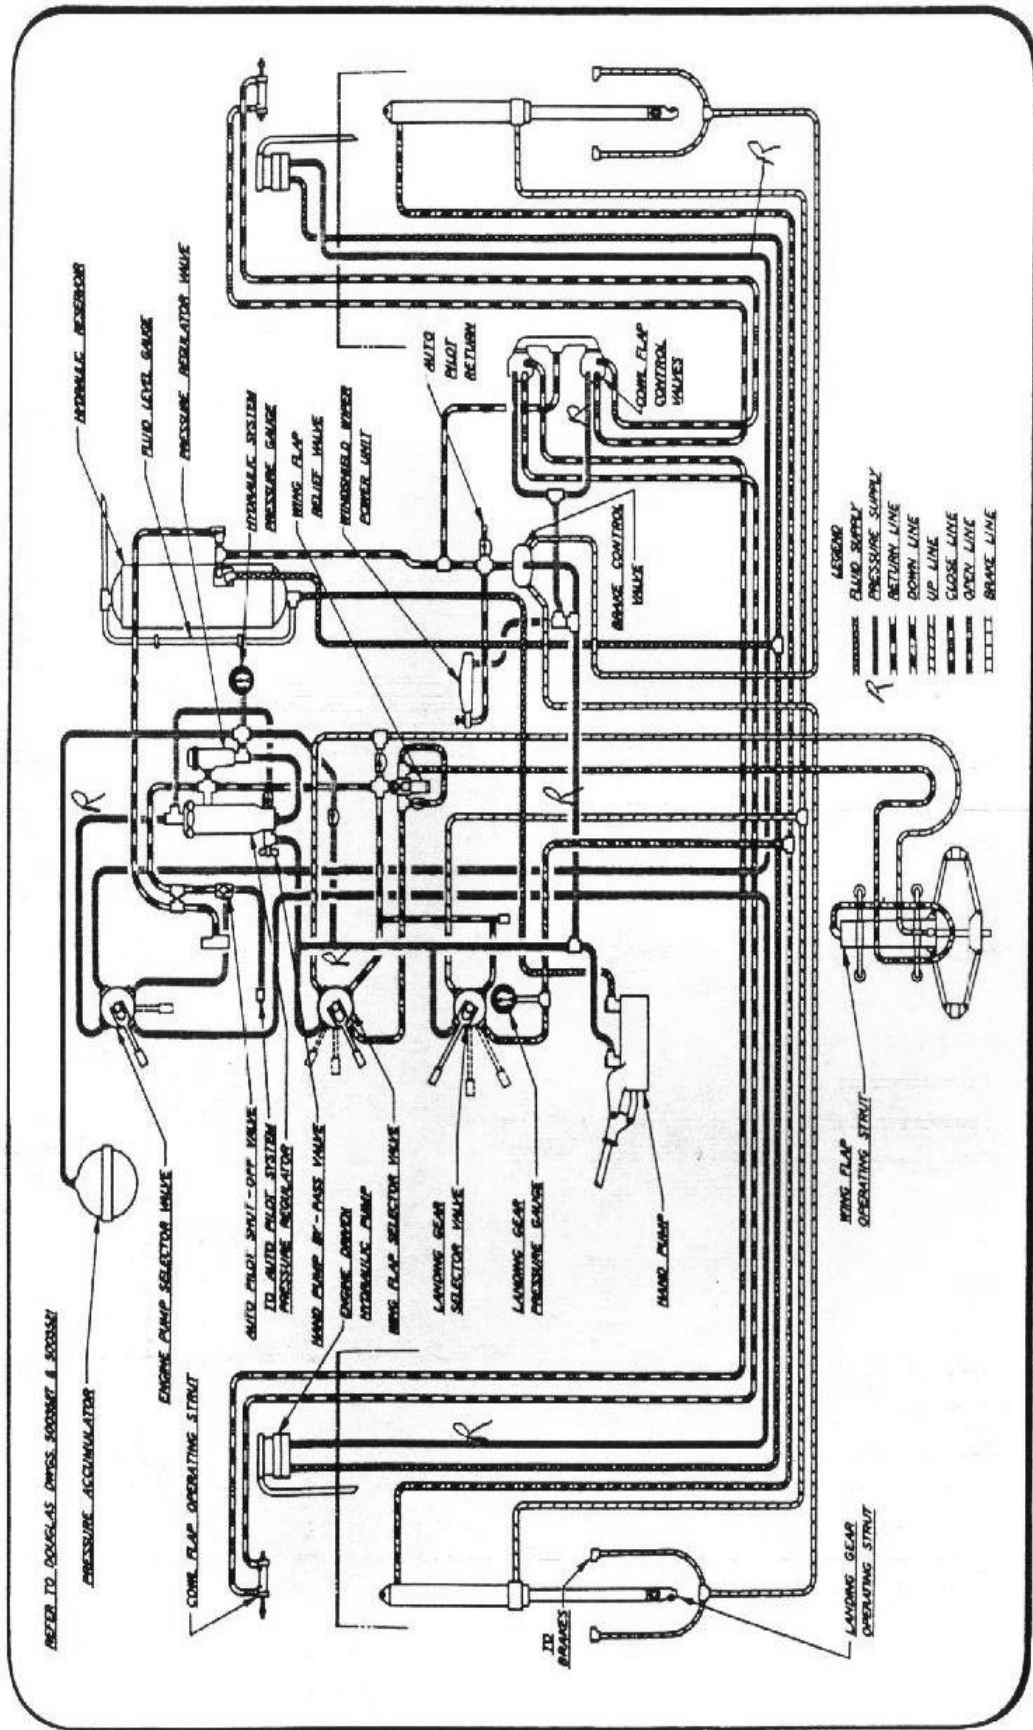 REFER TO DOUGLAS DWGS. 5003567 & 5003521
PRESSURE ACCUMULATOR
ENGINE PUMP SELECTOR VALVE
COWL FLAP OPERATING STRUT
AUTO PILOT SHUT-OFF VALVE
TO AUTO PILOT SYSTEM
PRESSURE REGULATOR
HAND PUMP BY-PASS VALVE
ENGINE DRIVEN
HYDRAULIC PUMP
WING FLAP SELECTOR VALVE
LANDING GEAR
SELECTOR VALVE
LANDING GEAR
PRESSURE GAUGE
HAND PUMP
TO
BRAKES
LANDING GEAR
OPERATING STRUT
WING FLAP
OPERATING STRUT
HYDRAULIC RESERVOIR
FLUID LEVEL GAUGE
PRESSURE REGULATOR VALVE
HYDRAULIC SYSTEM
PRESSURE GAUGE
WING FLAP
RELIEF VALVE
WINDSHIELD WIPER
POWER UNIT
AUTO
PILOT
RETURN
COWL FLAP
CONTROL
VALVES
BRAKE CONTROL
VALVE
LEGEND
FLUID SUPPLY
R PRESSURE SUPPLY
RETURN LINE
DOWN LINE
UP LINE
CLOSE LINE
OPEN LINE
BRAKE LINE
R
R
R
R
R
R